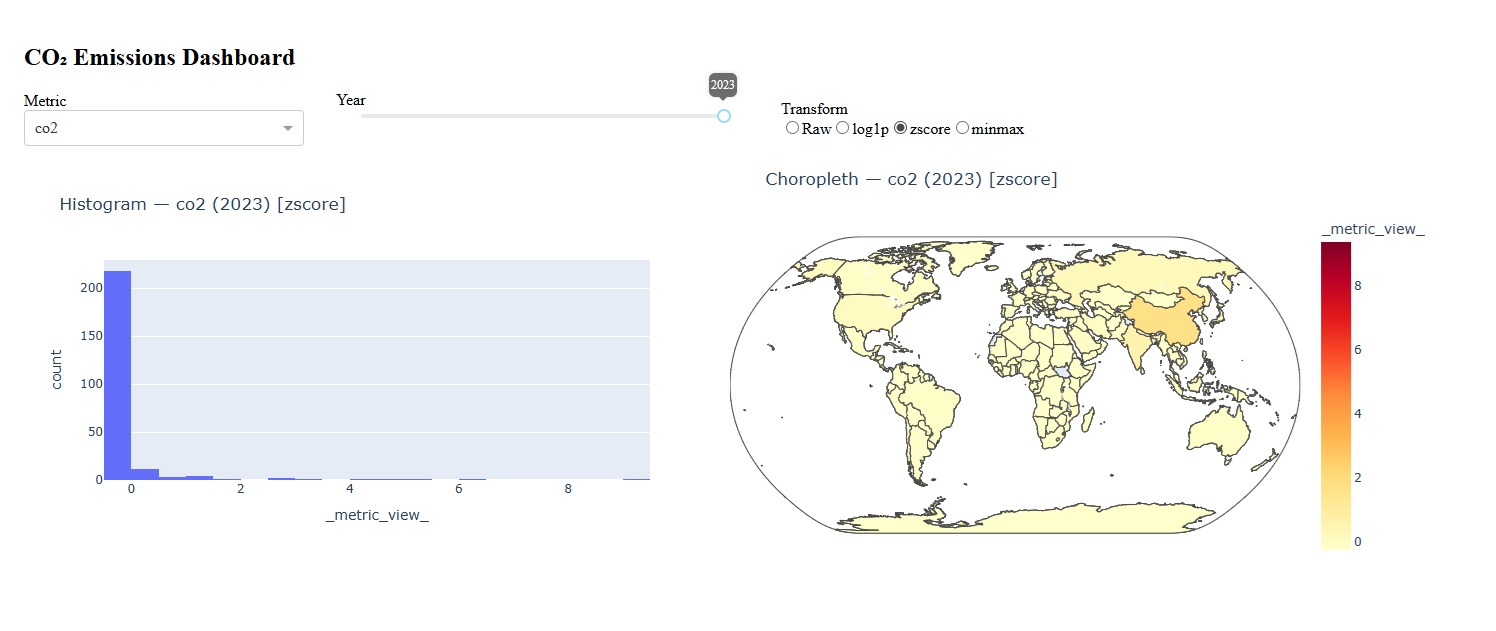 CO₂ Emissions Dashboard
Metric
co2
Year
2023
Transform
Raw log1p zscore minmax
Histogram — co2 (2023) [zscore]
200
150
100
50
0
count
0 2 4 6 8
_metric_view_
Choropleth — co2 (2023) [zscore]
_metric_view_
8
6
4
2
0